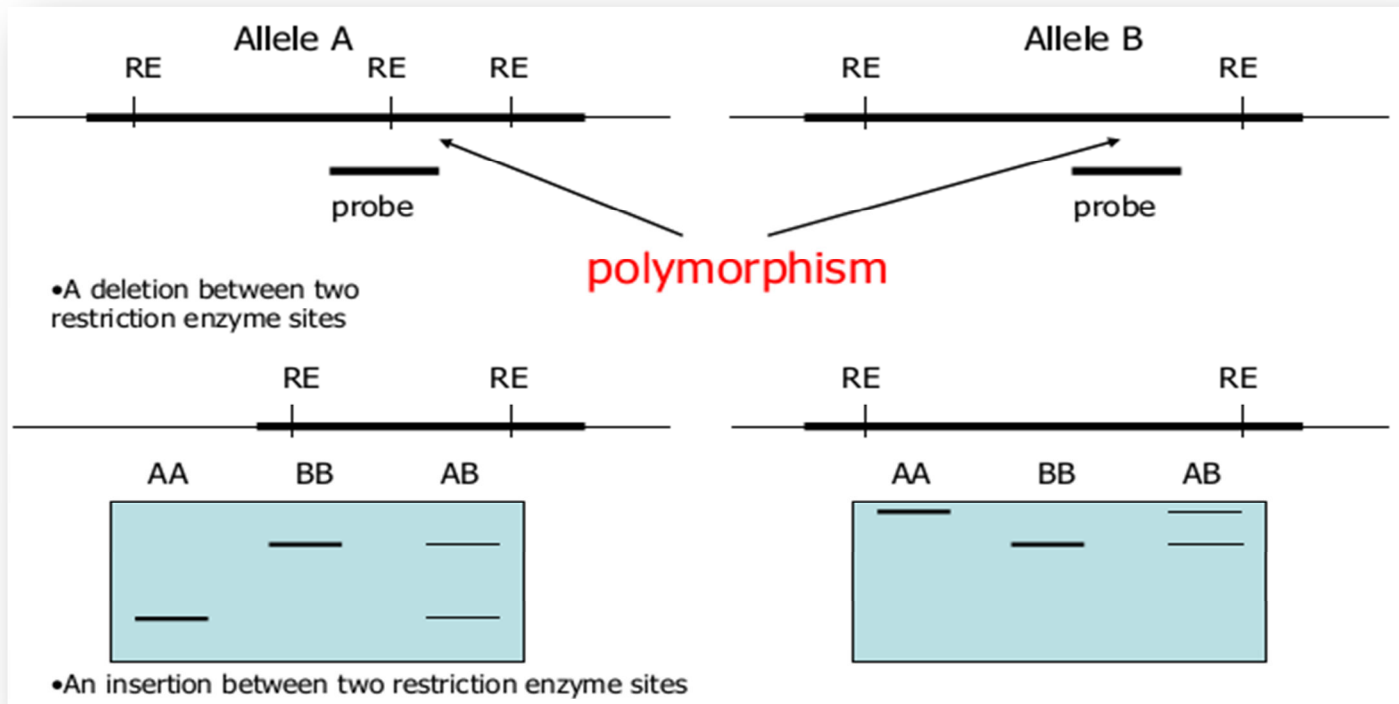 Allele A
Allele B
RE RE RE
RE RE
probe
probe
polymorphism
•A deletion between two
restriction enzyme sites
RE RE
RE RE
AA BB AB
AA BB AB
•An insertion between two restriction enzyme sites